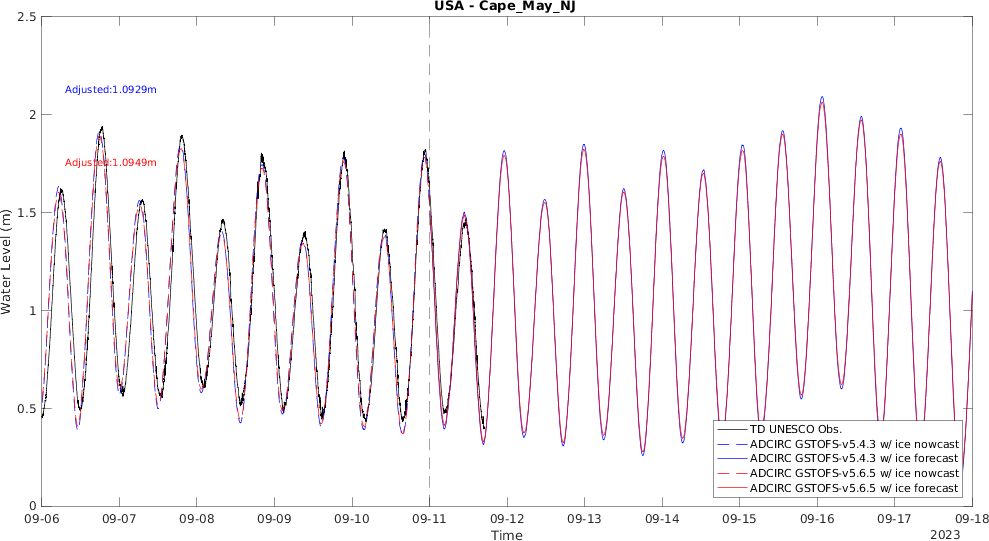 USA - Cape_May_NJ
2.5
2
1.5
1
0.5
0
Water Level (m)
Adjusted:1.0929m
Adjusted:1.0949m
TD UNESCO Obs.
ADCIRC GSTOFS-v5.4.3 w/ ice nowcast
ADCIRC GSTOFS-v5.4.3 w/ ice forecast
ADCIRC GSTOFS-v5.6.5 w/ ice nowcast
ADCIRC GSTOFS-v5.6.5 w/ ice forecast
09-06 09-07 09-08 09-09 09-10 09-11 09-12 09-13 09-14 09-15 09-16 09-17 09-18
Time
2023